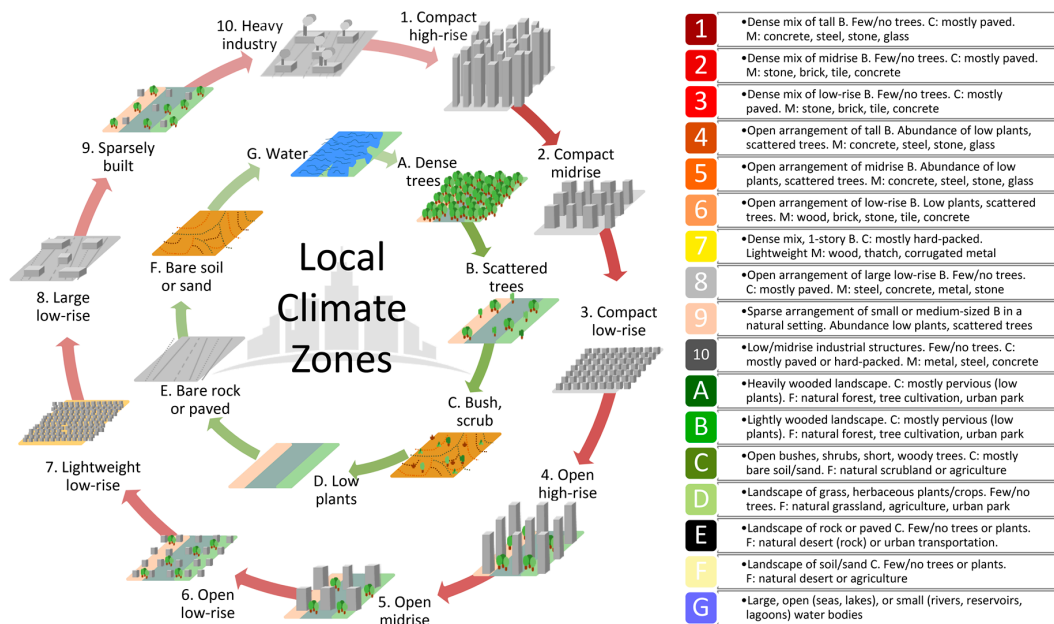 10. Heavy
industry
1. Compact
high-rise
2. Compact
midrise
3. Compact
low-rise
4. Open
high-rise
5. Open
midrise
6. Open
low-rise
7. Lightweight
low-rise
8. Large
low-rise
9. Sparsely
built
G. Water
A. Dense
trees
B. Scattered
trees
C. Bush,
scrub
D. Low
plants
E. Bare rock
or paved
F. Bare soil
or sand
Local
Climate
Zones
1
•Dense mix of tall B. Few/no trees. C: mostly paved.
M: concrete, steel, stone, glass
2
•Dense mix of midrise B. Few/no trees. C: mostly paved.
M: stone, brick, tile, concrete
3
•Dense mix of low-rise B. Few/no trees. C: mostly
paved. M: stone, brick, tile, concrete
4
•Open arrangement of tall B. Abundance of low plants,
scattered trees. M: concrete, steel, stone, glass
5
•Open arrangement of midrise B. Abundance of low
plants, scattered trees. M: concrete, steel, stone, glass
6
•Open arrangement of low-rise B. Low plants, scattered
trees. M: wood, brick, stone, tile, concrete
7
•Dense mix, 1-story B. C: mostly hard-packed.
Lightweight M: wood, thatch, corrugated metal
8
•Open arrangement of large low-rise B. Few/no trees.
C: mostly paved. M: steel, concrete, metal, stone
9
•Sparse arrangement of small or medium-sized B in a
natural setting. Abundance low plants, scattered trees
10
•Low/midrise industrial structures. Few/no trees. C:
mostly paved or hard-packed. M: metal, steel, concrete
A
•Heavily wooded landscape. C: mostly pervious (low
plants). F: natural forest, tree cultivation, urban park
B
•Lightly wooded landscape. C: mostly pervious (low
plants). F: natural forest, tree cultivation, urban park
C
•Open bushes, shrubs, short, woody trees. C: mostly
bare soil/sand. F: natural scrubland or agriculture
D
•Landscape of grass, herbaceous plants/crops. Few/no
trees. F: natural grassland, agriculture, urban park
E
•Landscape of rock or paved C. Few/no trees or plants.
F: natural desert (rock) or urban transportation.
F
•Landscape of soil/sand C. Few/no trees or plants.
F: natural desert or agriculture
G
•Large, open (seas, lakes), or small (rivers, reservoirs,
lagoons) water bodies